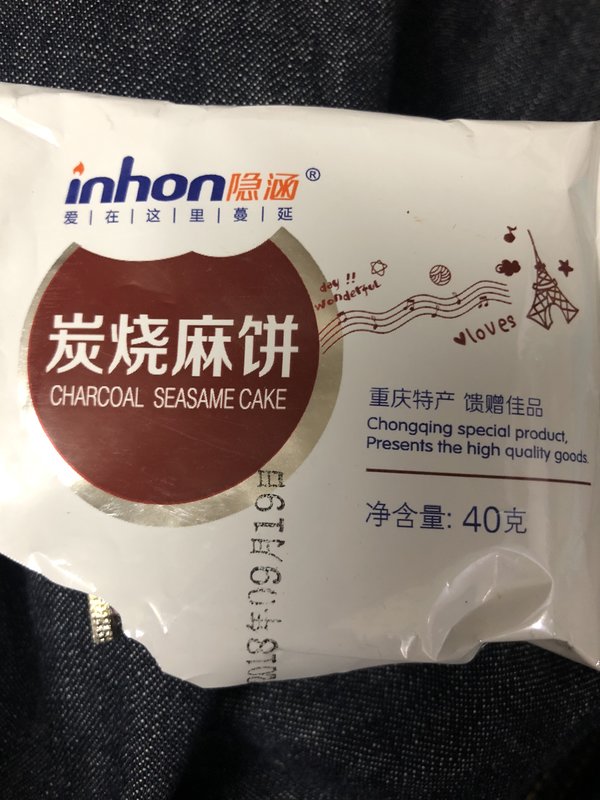 inhon隐涵®
爱|在|这|里|蔓|延
炭烧麻饼
CHARCOAL SEASAME CAKE
day !!
wonderful
loves
重庆特产 馈赠佳品
Chongqing special product,
Presents the high quality goods.
净含量: 40克
2018年09月19日